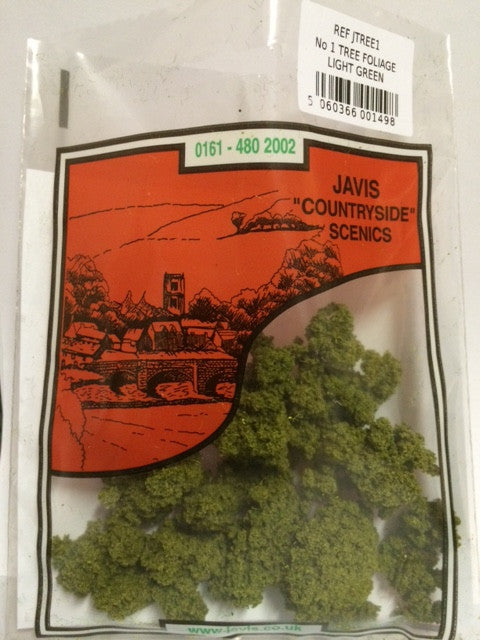 REF JTREE1
No 1 TREE FOLIAGE
LIGHT GREEN
5 060366 001498
0161 - 480 2002
JAVIS
"COUNTRYSIDE"
SCENICS
www.javis.co.uk